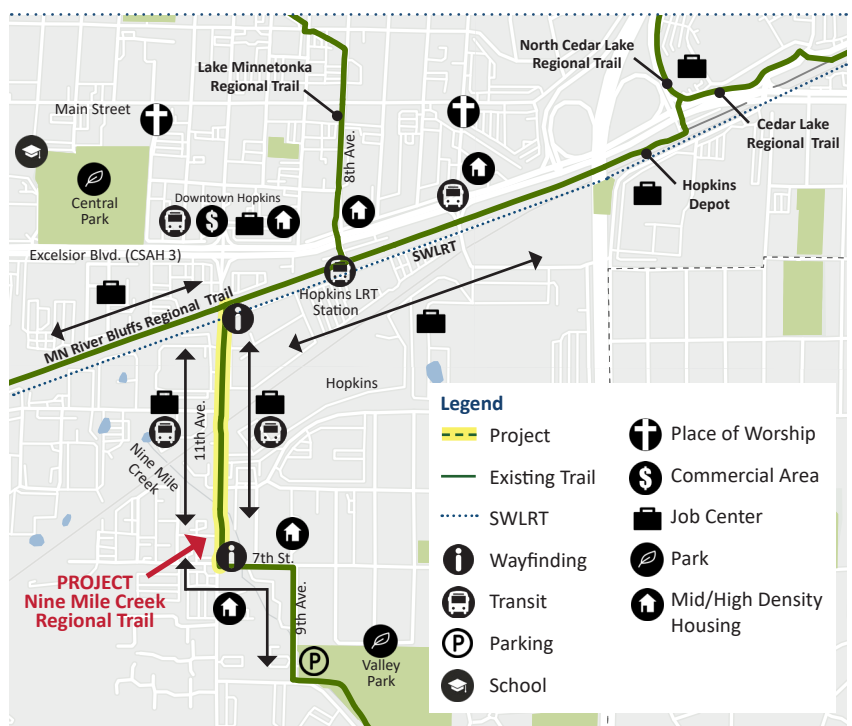 North Cedar Lake
Regional Trail
Lake Minnetonka
Regional Trail
Main Street
8th Ave.
Cedar Lake
Regional Trail
Central
Park
Downtown Hopkins
$
Hopkins
Depot
Excelsior Blvd. (CSAH 3)
SWLRT
Hopkins LRT
Station
MN River Bluffs Regional Trail
i
11th Ave.
Hopkins
Nine Mile
Creek
i
7th St.
PROJECT
Nine Mile Creek
Regional Trail
9th Ave.
P
Valley
Park
Legend
Project
Existing Trail
SWLRT
i Wayfinding
Transit
P Parking
School
Place of Worship
$ Commercial Area
Job Center
Park
Mid/High Density
Housing